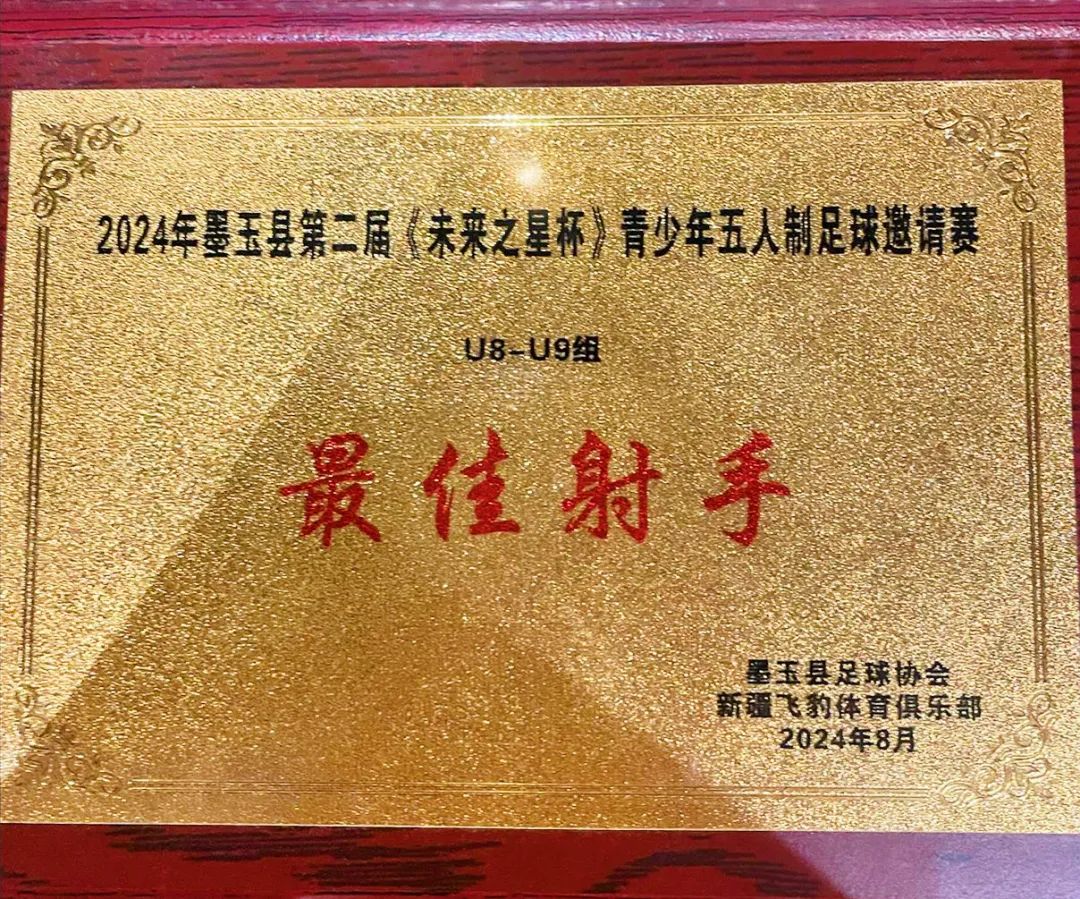 2024年墨玉县第二届《未来之星杯》青少年五人制足球邀请赛
U8-U9组
最佳射手
墨玉县足球协会
新疆飞豹体育俱乐部
2024年8月